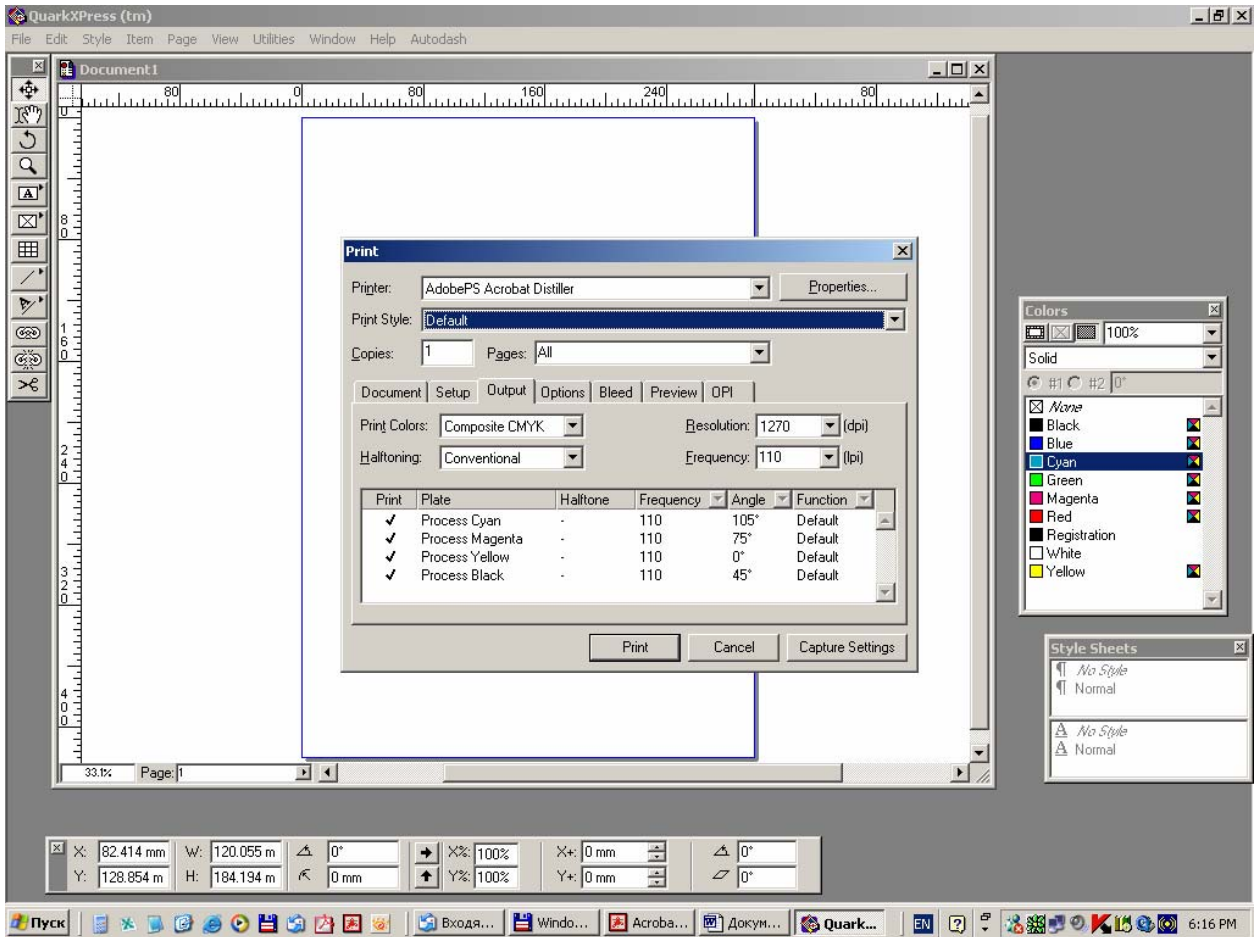 QuarkXPress (tm)
File Edit Style Item Page View Utilities Window Help Autodash
Document1
80 0 80 160 240 80
0
80
160
240
320
400
Print
Printer: AdobePS Acrobat Distiller Properties...
Print Style: Default
Copies: 1 Pages: All
Document Setup Output Options Bleed Preview OPI
Print Colors: Composite CMYK Resolution: 1270 (dpi)
Halftoning: Conventional Frequency: 110 (lpi)
Print Plate Halftone Frequency Angle Function
Process Cyan - 110 105° Default
Process Magenta - 110 75° Default
Process Yellow - 110 0° Default
Process Black - 110 45° Default
Print Cancel Capture Settings
Colors
100%
Solid
#1 #2 0°
None
Black
Blue
Cyan
Green
Magenta
Red
Registration
White
Yellow
Style Sheets
¶ No Style
¶ Normal
A No Style
A Normal
33.1% Page: 1
X: 82.414 mm W: 120.055 m 0° X%: 100% X+: 0 mm 0°
Y: 128.854 m H: 184.194 m 0 mm Y%: 100% Y+: 0 mm 0°
Пуск Входя... Windo... Acroba... Докум... Quark... EN 6:16 PM